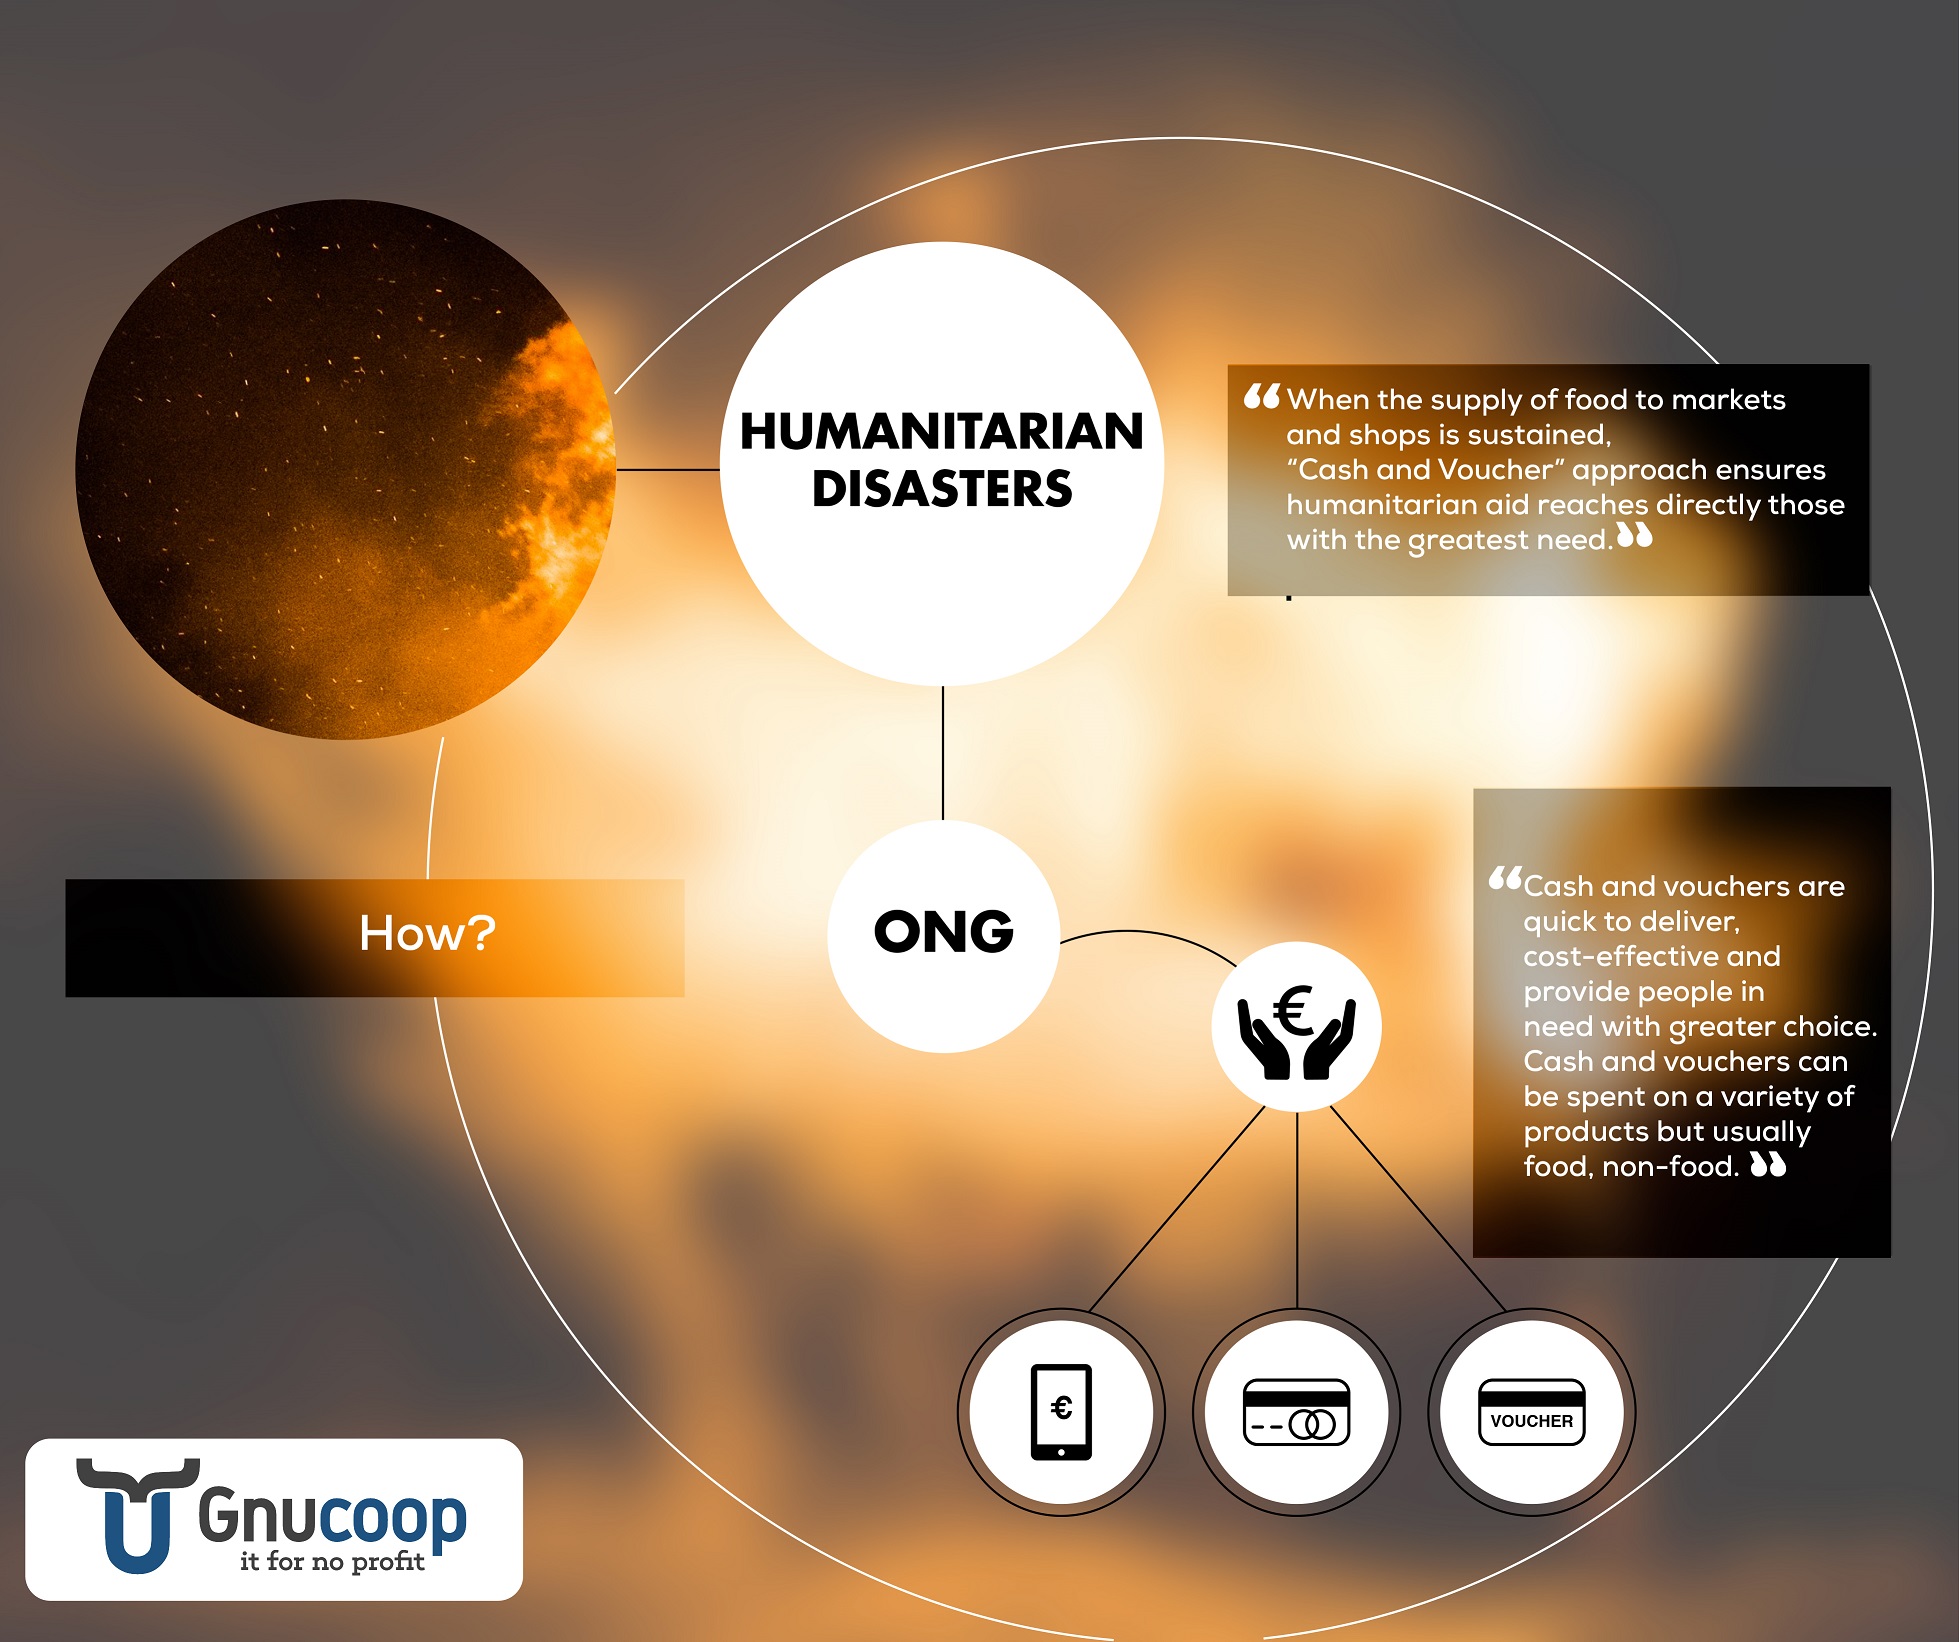 HUMANITARIAN
DISASTERS
“When the supply of food to markets
and shops is sustained,
“Cash and Voucher” approach ensures
humanitarian aid reaches directly those
with the greatest need.”
How?
ONG
€
“Cash and vouchers are
quick to deliver,
cost-effective and
provide people in
need with greater choice.
Cash and vouchers can
be spent on a variety of
products but usually
food, non-food. ”
€
VOUCHER
Gnucoop
it for no profit